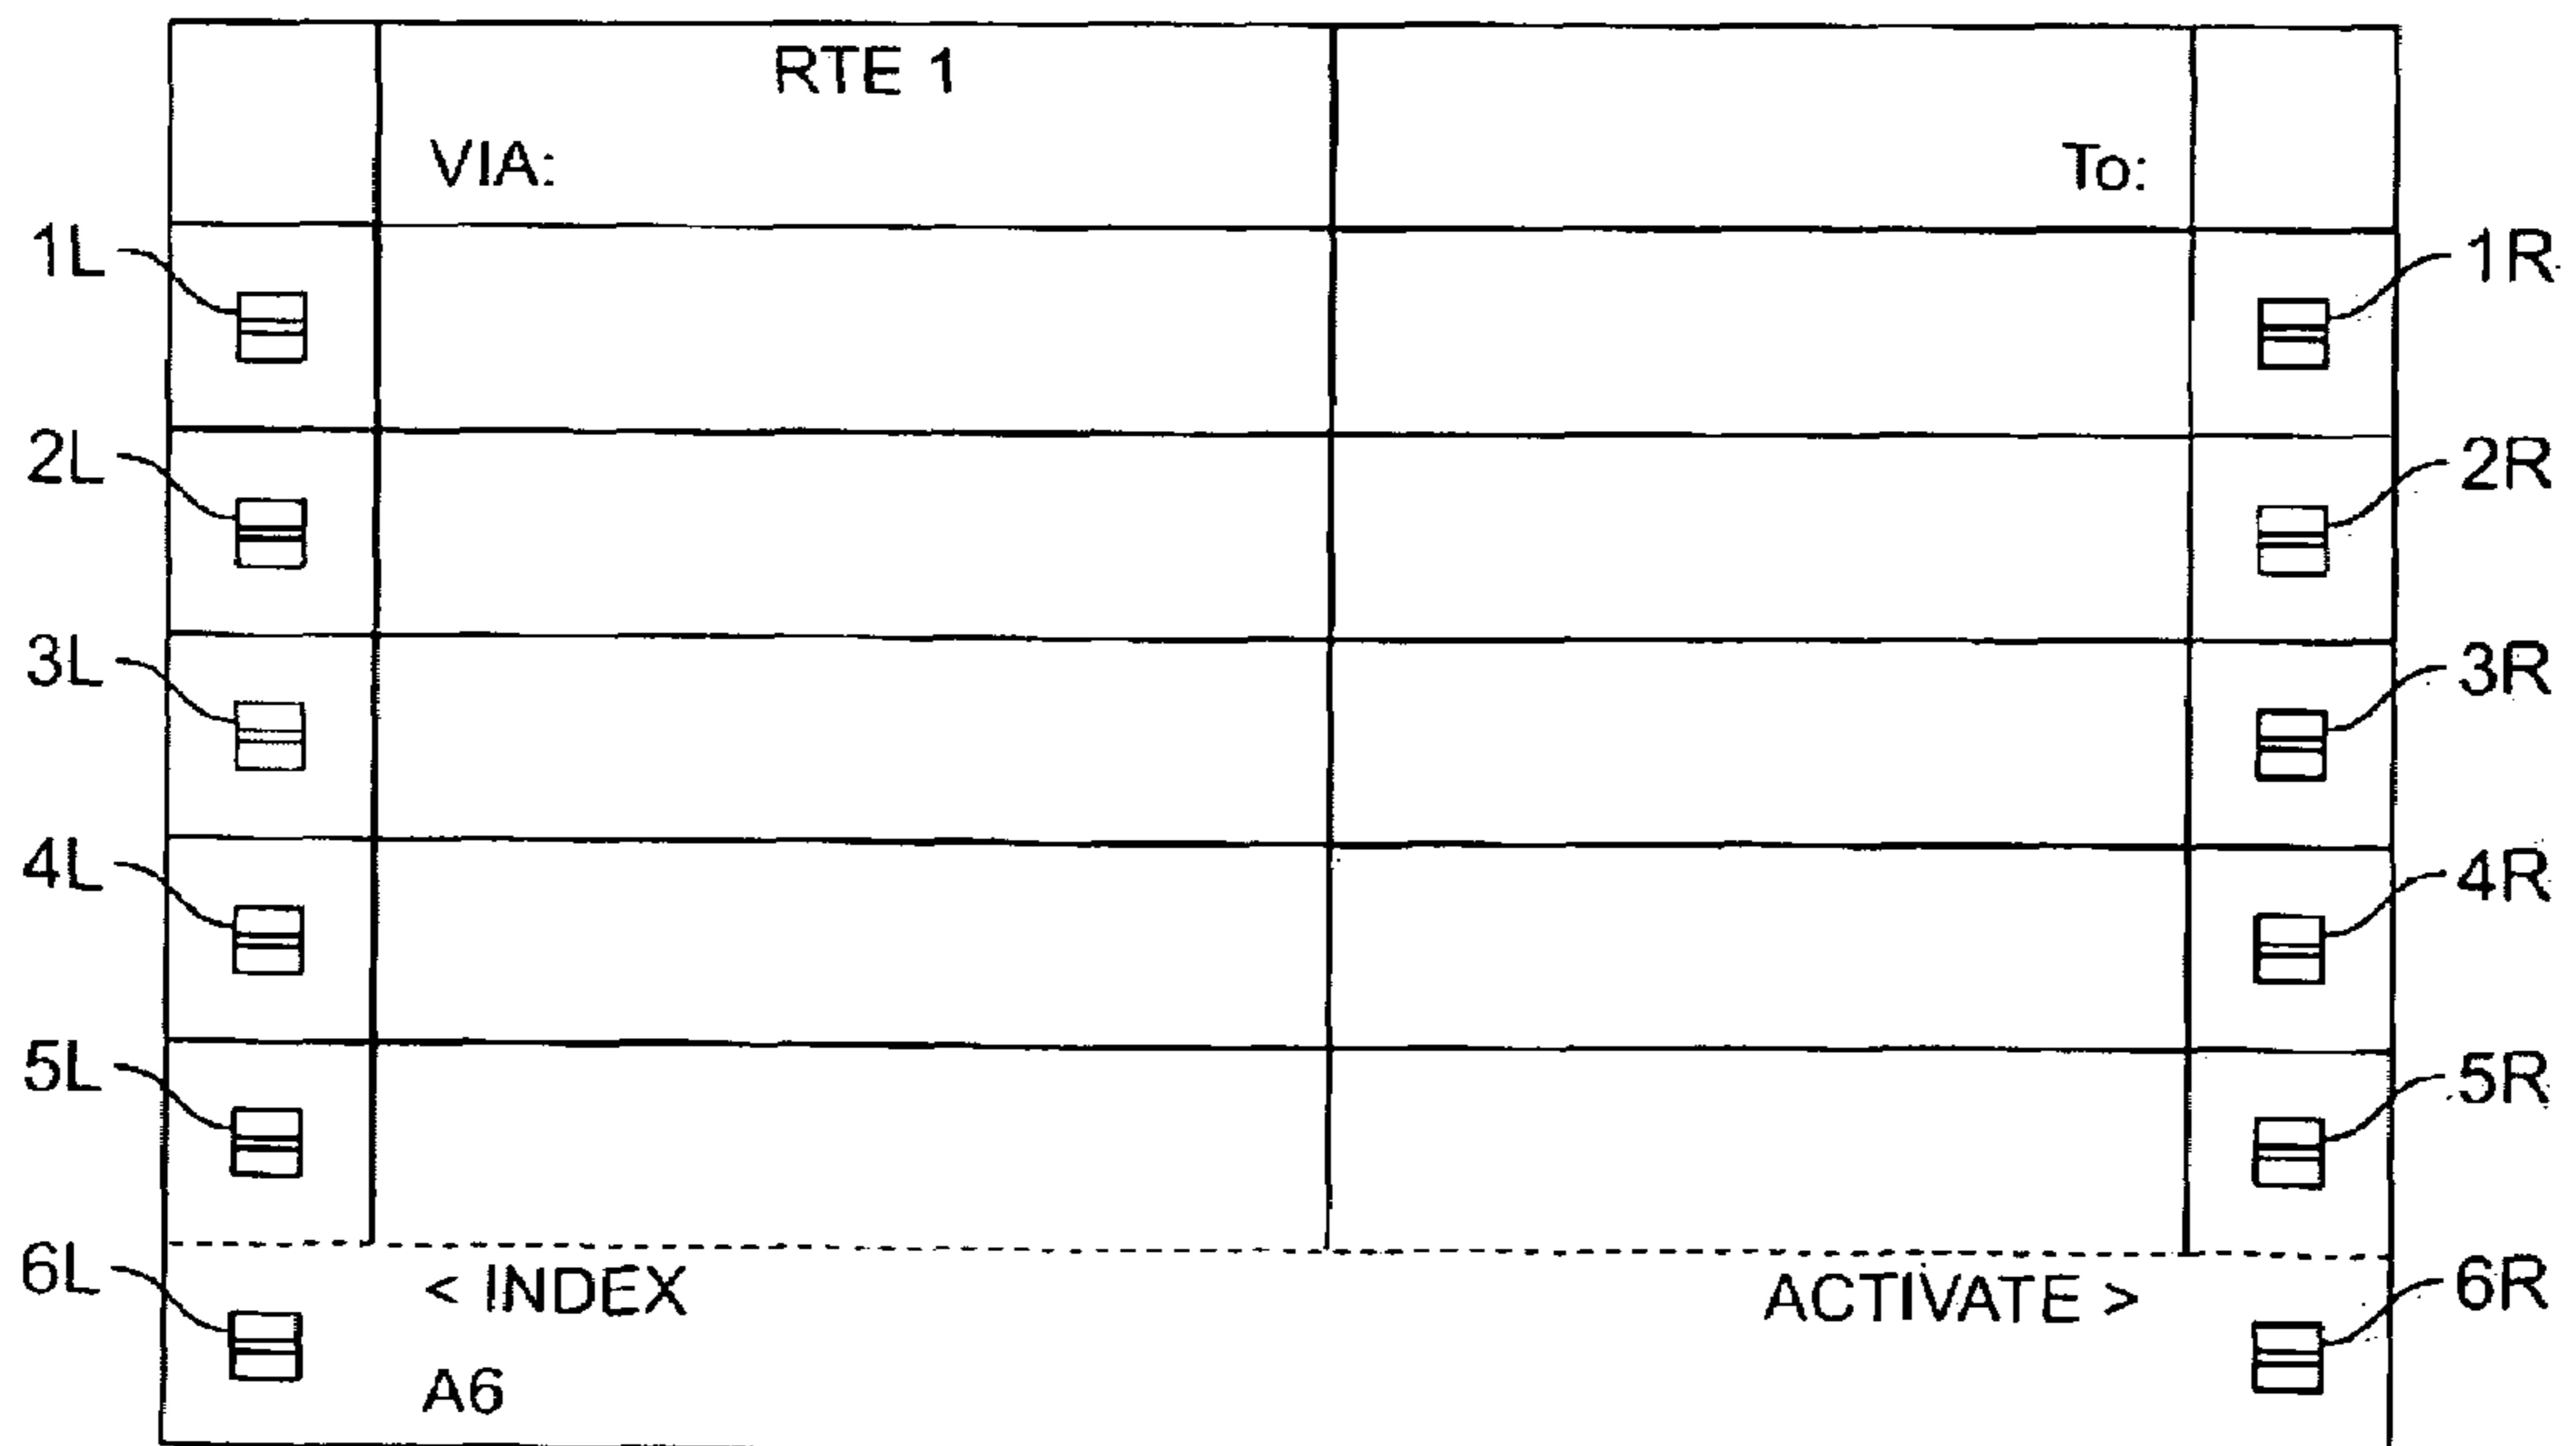 RTE 1
VIA: To:
1L 1R
2L 2R
3L 3R
4L 4R
5L 5R
6L < INDEX ACTIVATE > 6R
A6